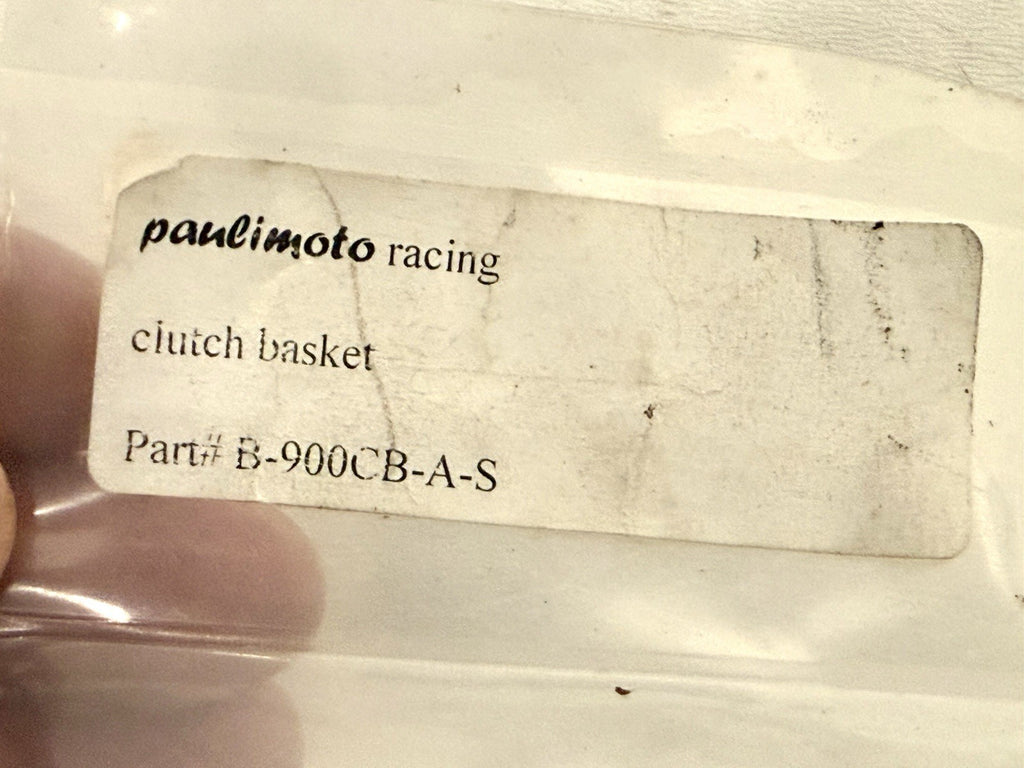 paulimoto racing
clutch basket
Part# B-900CB-A-S